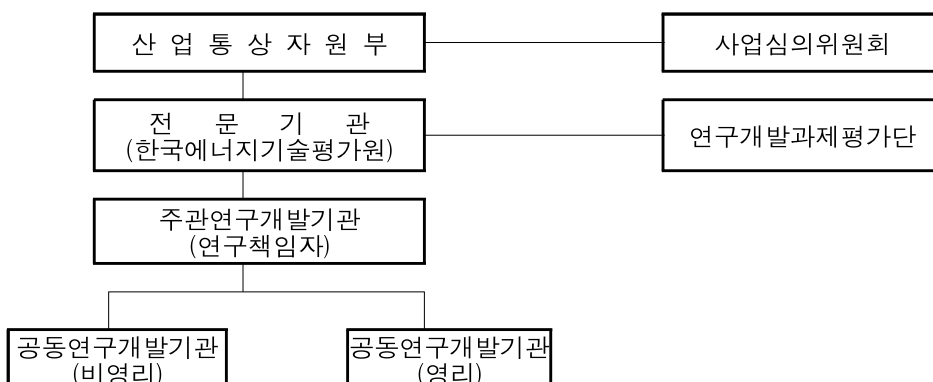 산 업 통 상 자 원 부
사업심의위원회
전 문 기 관
(한국에너지기술평가원)
연구개발과제평가단
주관연구개발기관
(연구책임자)
공동연구개발기관
(비영리)
공동연구개발기관
(영리)